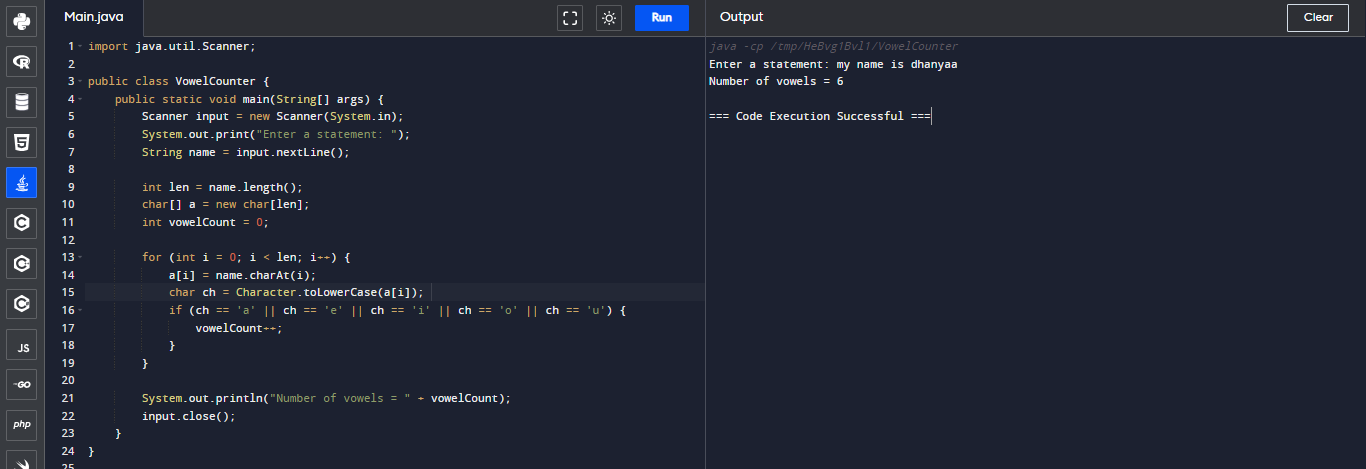 Main.java
Run
Output
Clear
1 import java.util.Scanner;
2
3 public class VowelCounter {
4 public static void main(String[] args) {
5 Scanner input = new Scanner(System.in);
6 System.out.print("Enter a statement: ");
7 String name = input.nextLine();
8
9 int len = name.length();
10 char[] a = new char[len];
11 int vowelCount = 0;
12
13 for (int i = 0; i < len; i++) {
14 a[i] = name.charAt(i);
15 char ch = Character.toLowerCase(a[i]);
16 if (ch == 'a' || ch == 'e' || ch == 'i' || ch == 'o' || ch == 'u') {
17 vowelCount++;
18 }
19 }
20
21 System.out.println("Number of vowels = " + vowelCount);
22 input.close();
23 }
24 }
25
java -cp /tmp/HeBvg1Bvl1/VowelCounter
Enter a statement: my name is dhanyaa
Number of vowels = 6
=== Code Execution Successful ===
R
5
C
C
C
JS
GO
php